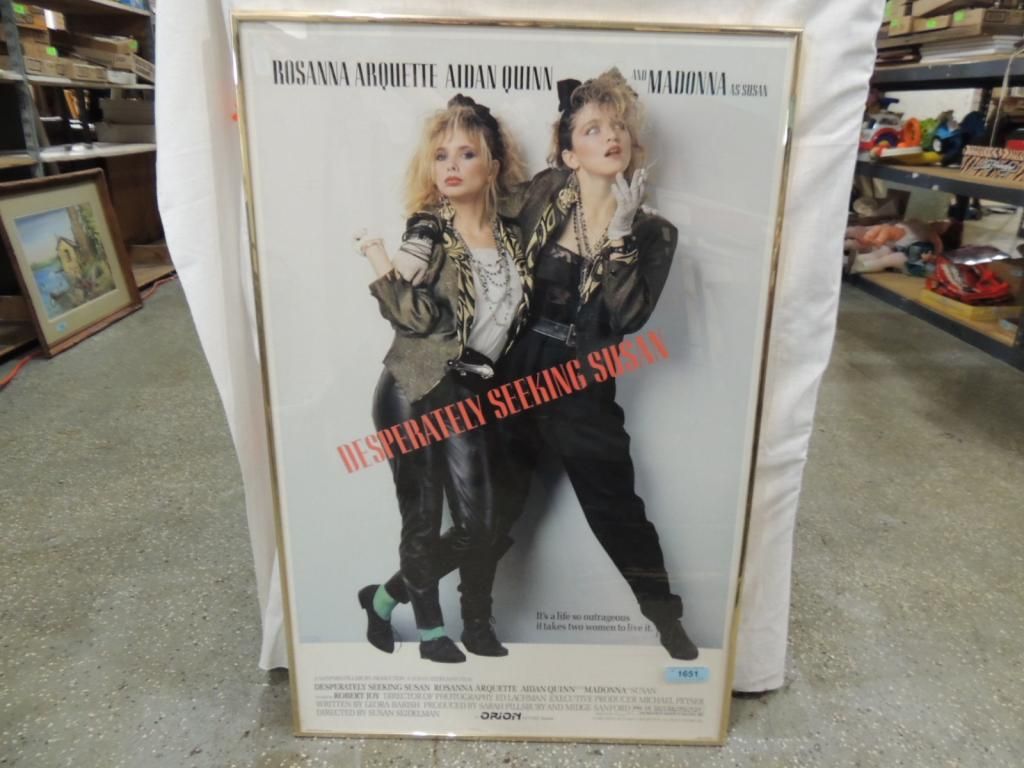 ROSANNA ARQUETTE AIDAN QUINN AND MADONNA AS SUSAN
DESPERATELY SEEKING SUSAN
It's a life so outrageous
it takes two women to live it.
1651
DESPERATELY SEEKING SUSAN ROSANNA ARQUETTE AIDAN QUINN AND MADONNA AS SUSAN
ROBERT JOY DIRECTOR OF PHOTOGRAPHY ED LACHMAN EXECUTIVE PRODUCER MICHAEL PEYSER
WRITTEN BY LEORA BARISH PRODUCED BY SARAH PILLSBURY AND MIDGE SANFORD
DIRECTED BY SUSAN SEIDELMAN
ORION